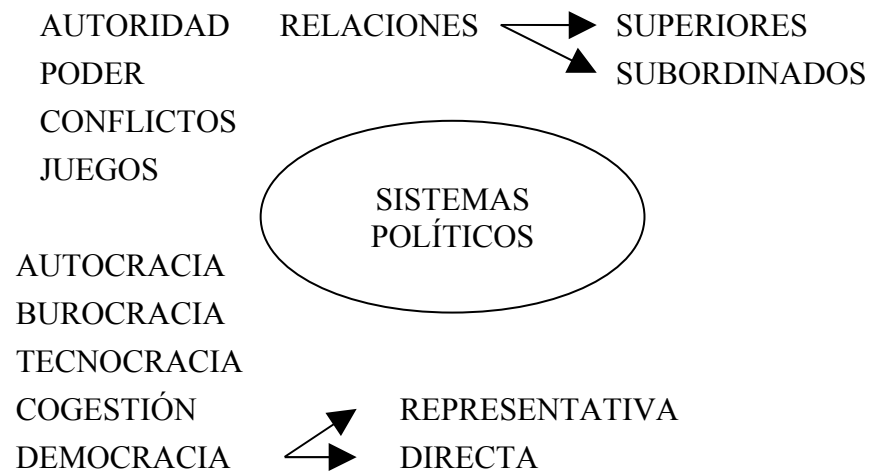 AUTORIDAD RELACIONES SUPERIORES
PODER SUBORDINADOS
CONFLICTOS
JUEGOS
SISTEMAS
POLÍTICOS
AUTOCRACIA
BUROCRACIA
TECNOCRACIA
COGESTIÓN REPRESENTATIVA
DEMOCRACIA DIRECTA